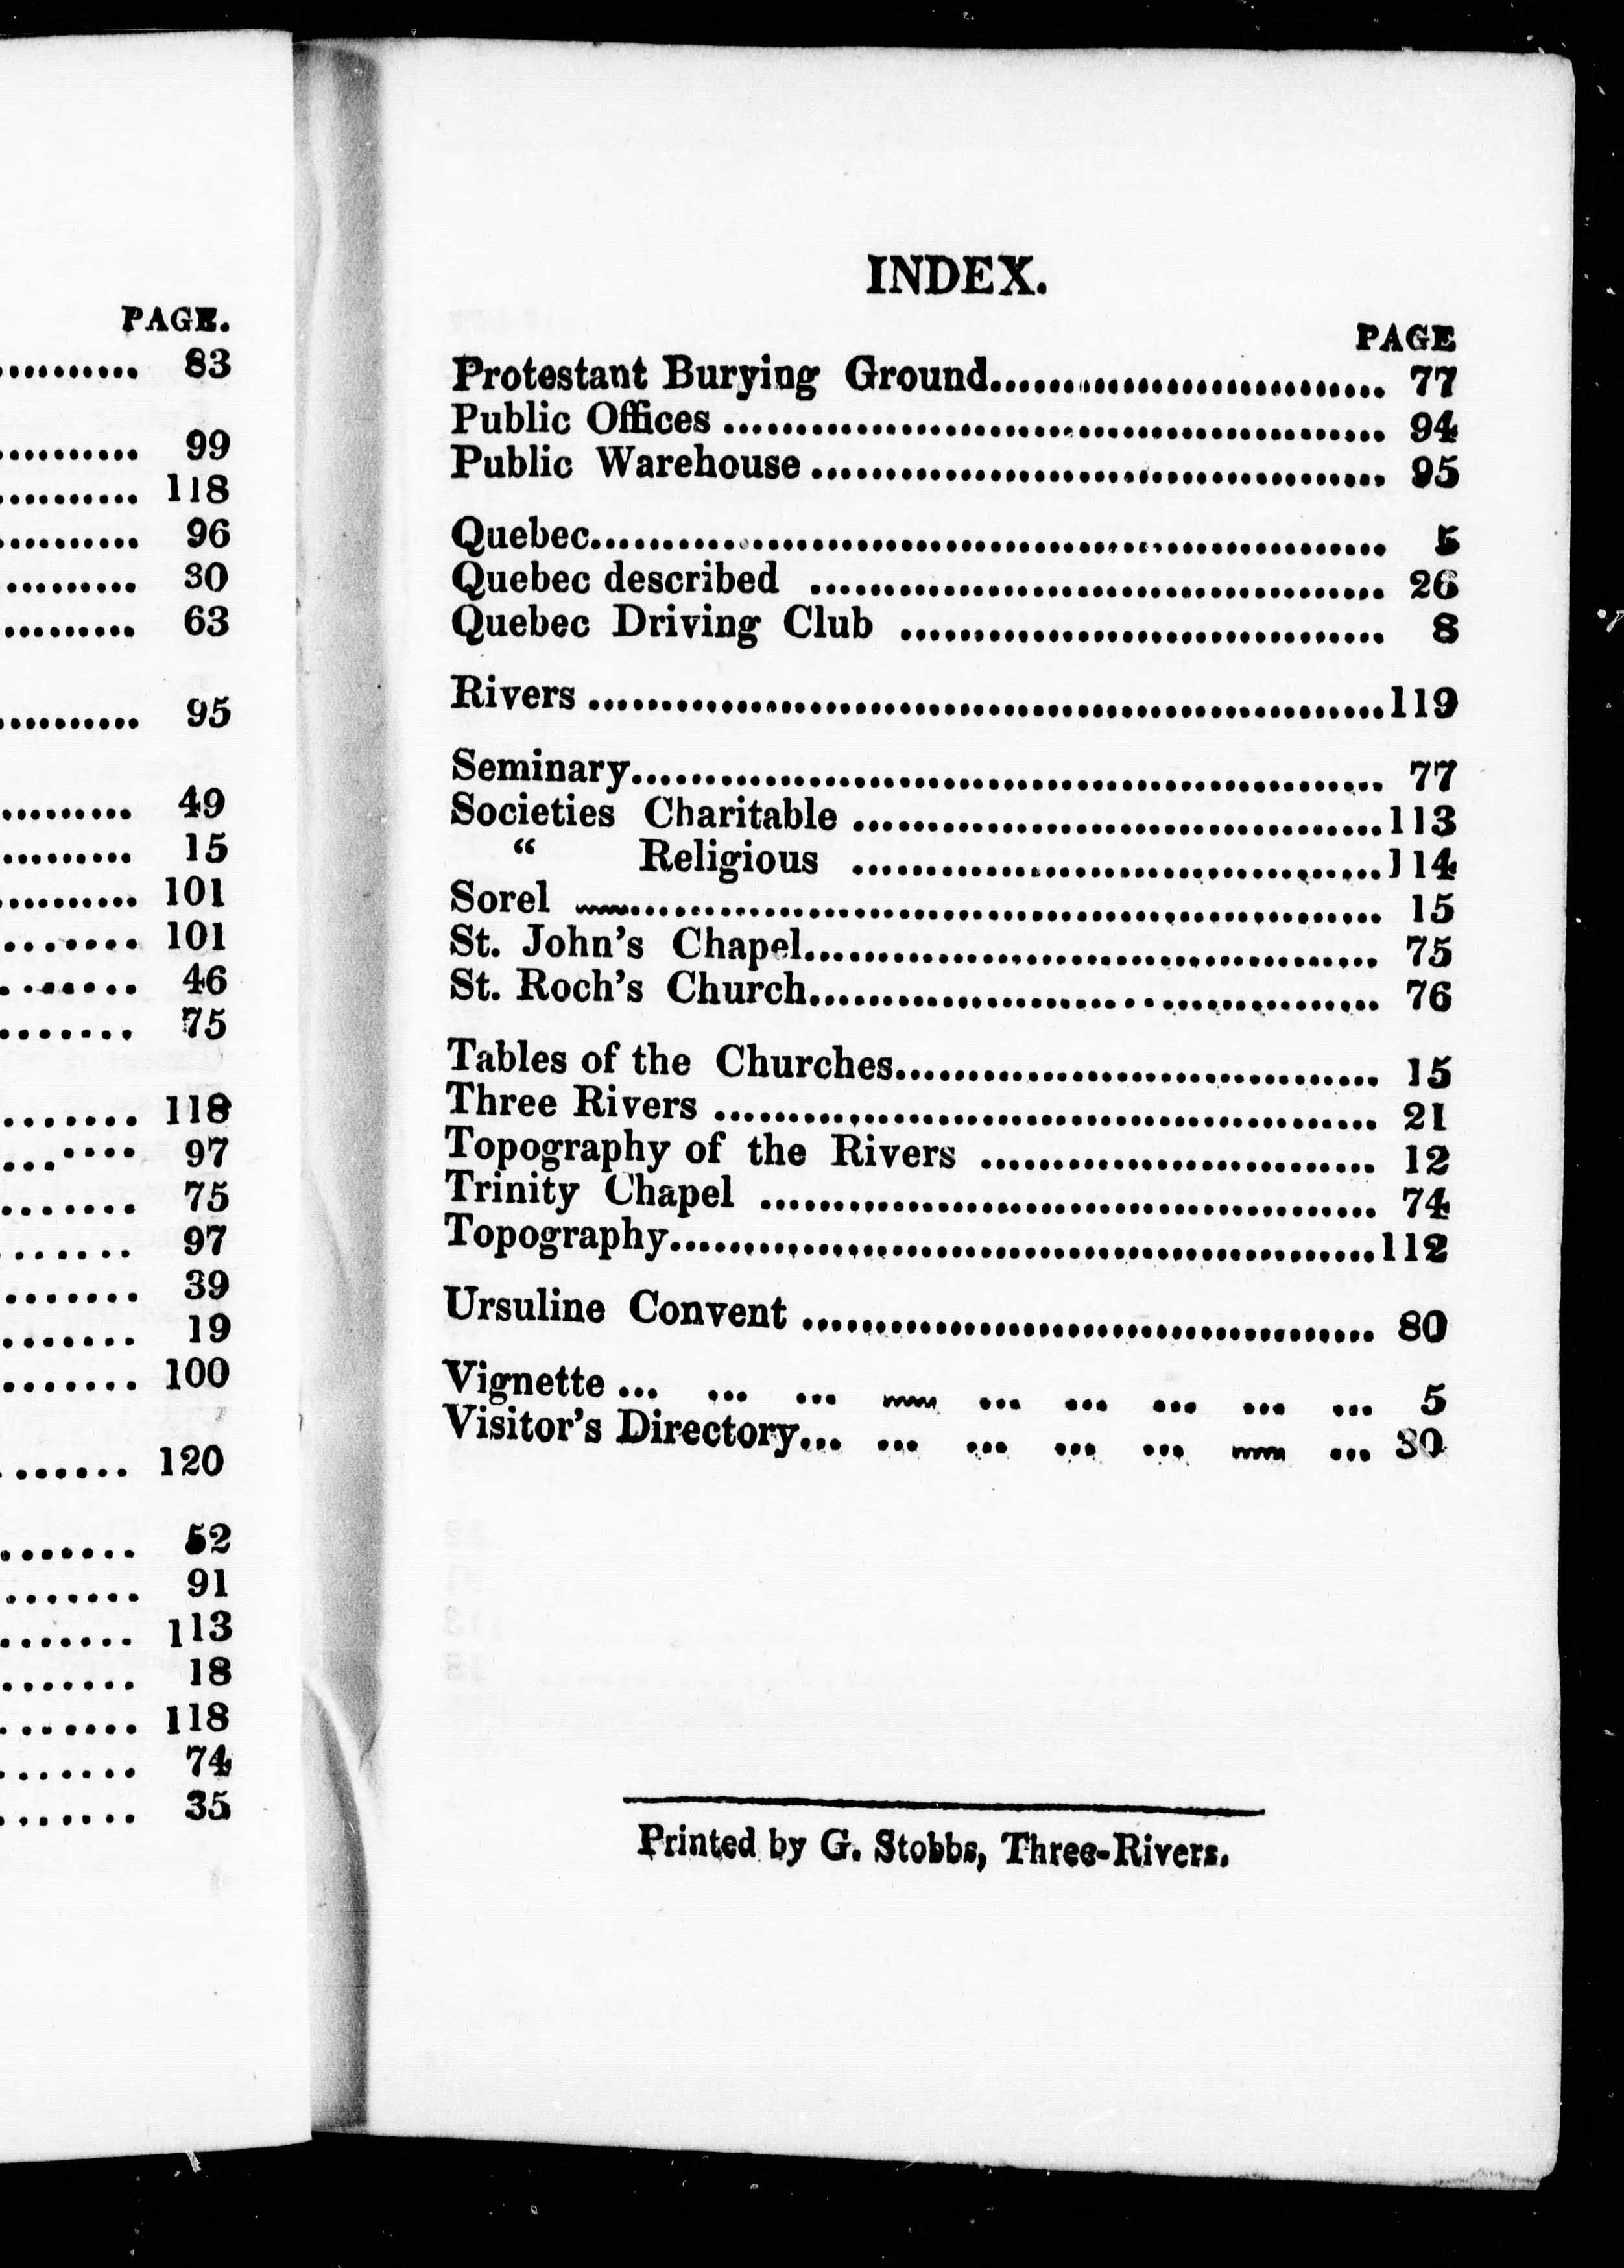 PAGE.
.......... 83
.......... 99
.......... 118
.......... 96
......... 30
......... 63
.......... 95
......... 49
......... 15
.......... 101
....... 101
....... 46
....... 75
....... 118
....... 97
....... 75
....... 97
....... 39
....... 19
....... 100
....... 120
....... 52
....... 91
....... 113
....... 18
....... 118
....... 74
....... 35
INDEX.
PAGE
Protestant Burying Ground.............................. 77
Public Offices .............................................. 94
Public Warehouse ........................................ 95
Quebec....................................................... 5
Quebec described ........................................ 26
Quebec Driving Club .................................. 8
Rivers .......................................................119
Seminary.................................................... 77
Societies Charitable .....................................113
“ Religious .....................................114
Sorel ....................................................... 15
St. John's Chapel........................................ 75
St. Roch's Church........................................ 76
Tables of the Churches.................................. 15
Three Rivers .............................................. 21
Topography of the Rivers ............................ 12
Trinity Chapel ........................................... 74
Topography.................................................112
Ursuline Convent ........................................ 80
Vignette ... ... ... ... ... ... ... ... ... 5
Visitor's Directory... ... ... ... ... ... ... 30
Printed by G. Stobbs, Three-Rivers.